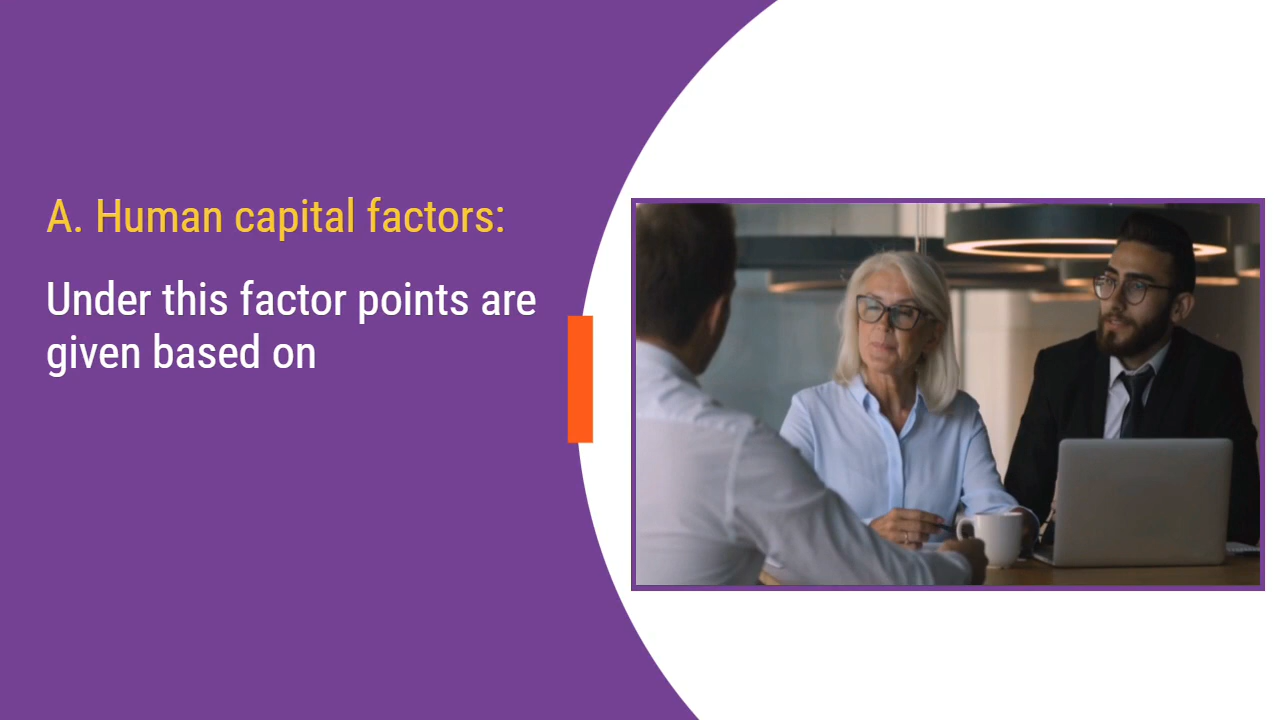 A. Human capital factors:
Under this factor points are
given based on